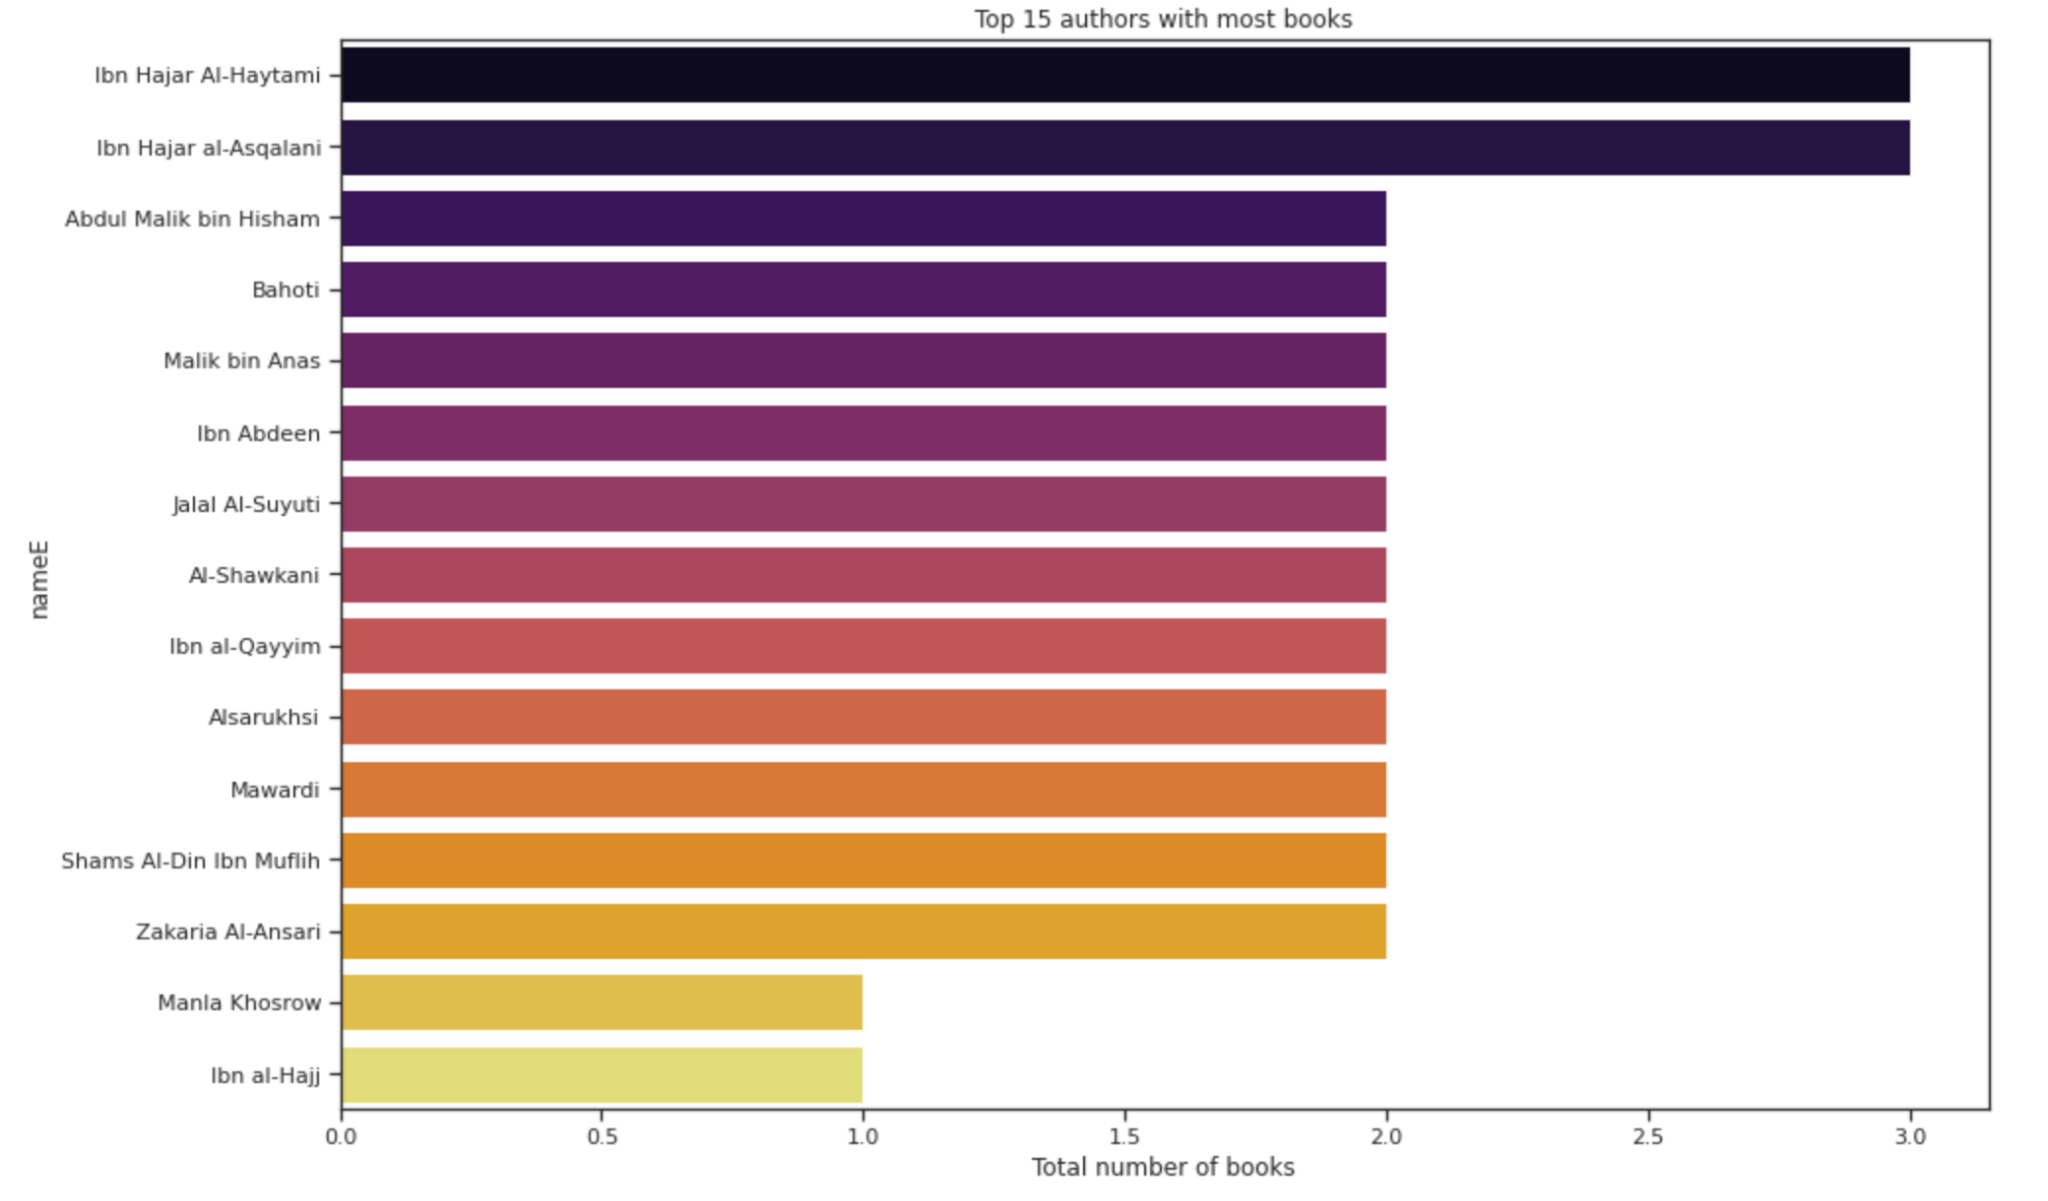 Top 15 authors with most books
Ibn Hajar Al-Haytami
Ibn Hajar al-Asqalani
Abdul Malik bin Hisham
Bahoti
Malik bin Anas
Ibn Abdeen
Jalal Al-Suyuti
Al-Shawkani
Ibn al-Qayyim
Alsarukhsi
Mawardi
Shams Al-Din Ibn Muflih
Zakaria Al-Ansari
Manla Khosrow
Ibn al-Hajj
nameE
0.0 0.5 1.0 1.5 2.0 2.5 3.0
Total number of books